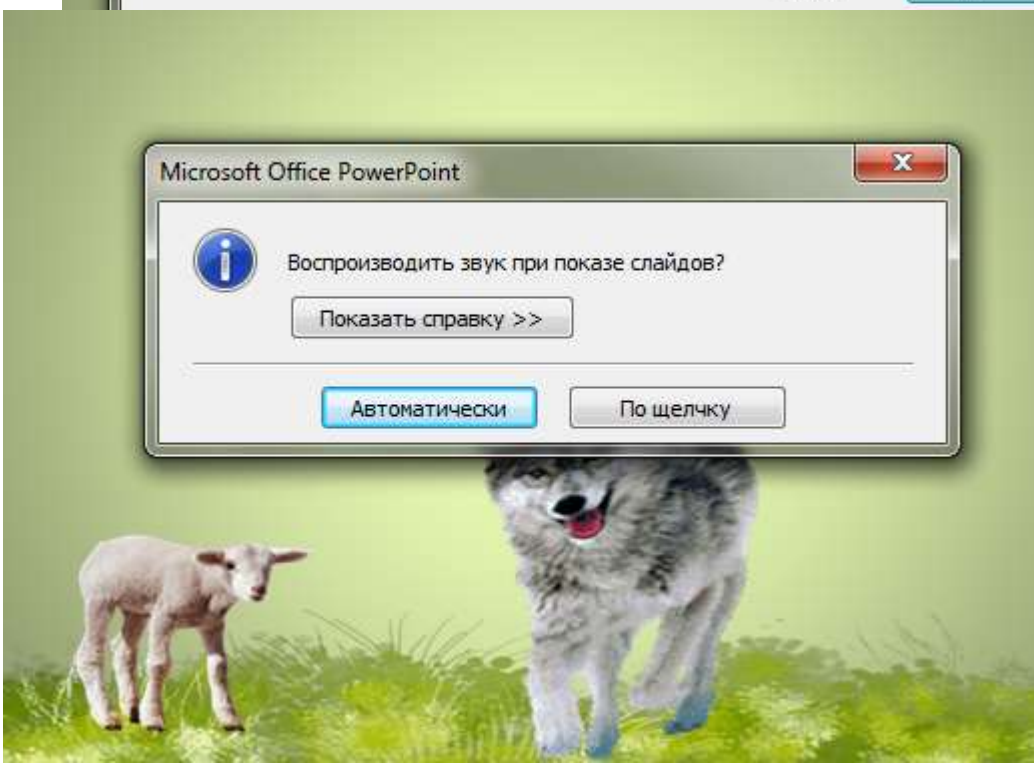 Microsoft Office PowerPoint
Воспроизводить звук при показе слайдов?
Показать справку >>
Автоматически
По щелчку